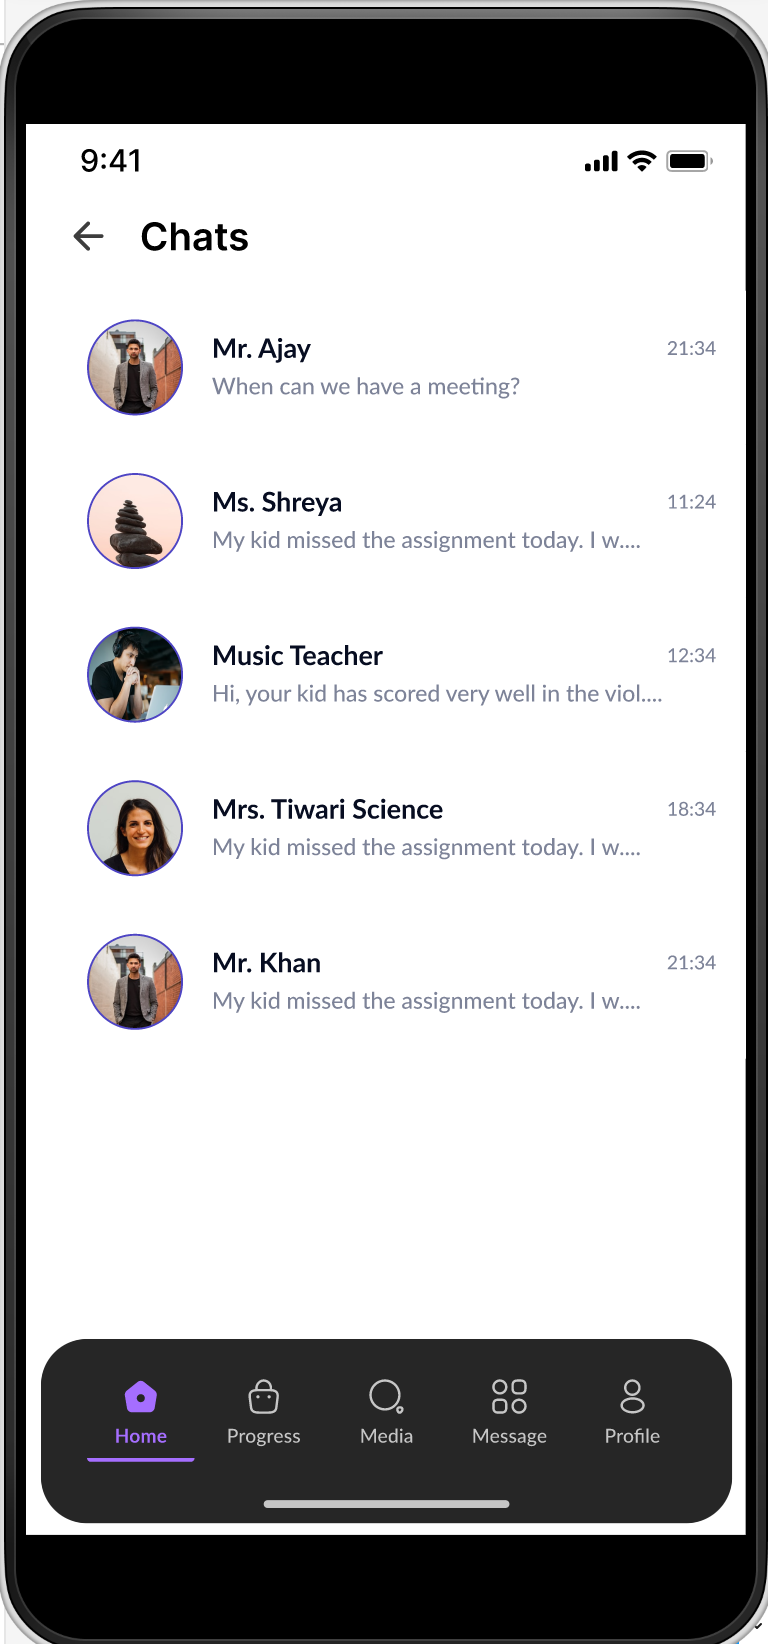 9:41
Chats
Mr. Ajay 21:34
When can we have a meeting?
Ms. Shreya 11:24
My kid missed the assignment today. I w....
Music Teacher 12:34
Hi, your kid has scored very well in the viol....
Mrs. Tiwari Science 18:34
My kid missed the assignment today. I w....
Mr. Khan 21:34
My kid missed the assignment today. I w....
Home Progress Media Message Profile